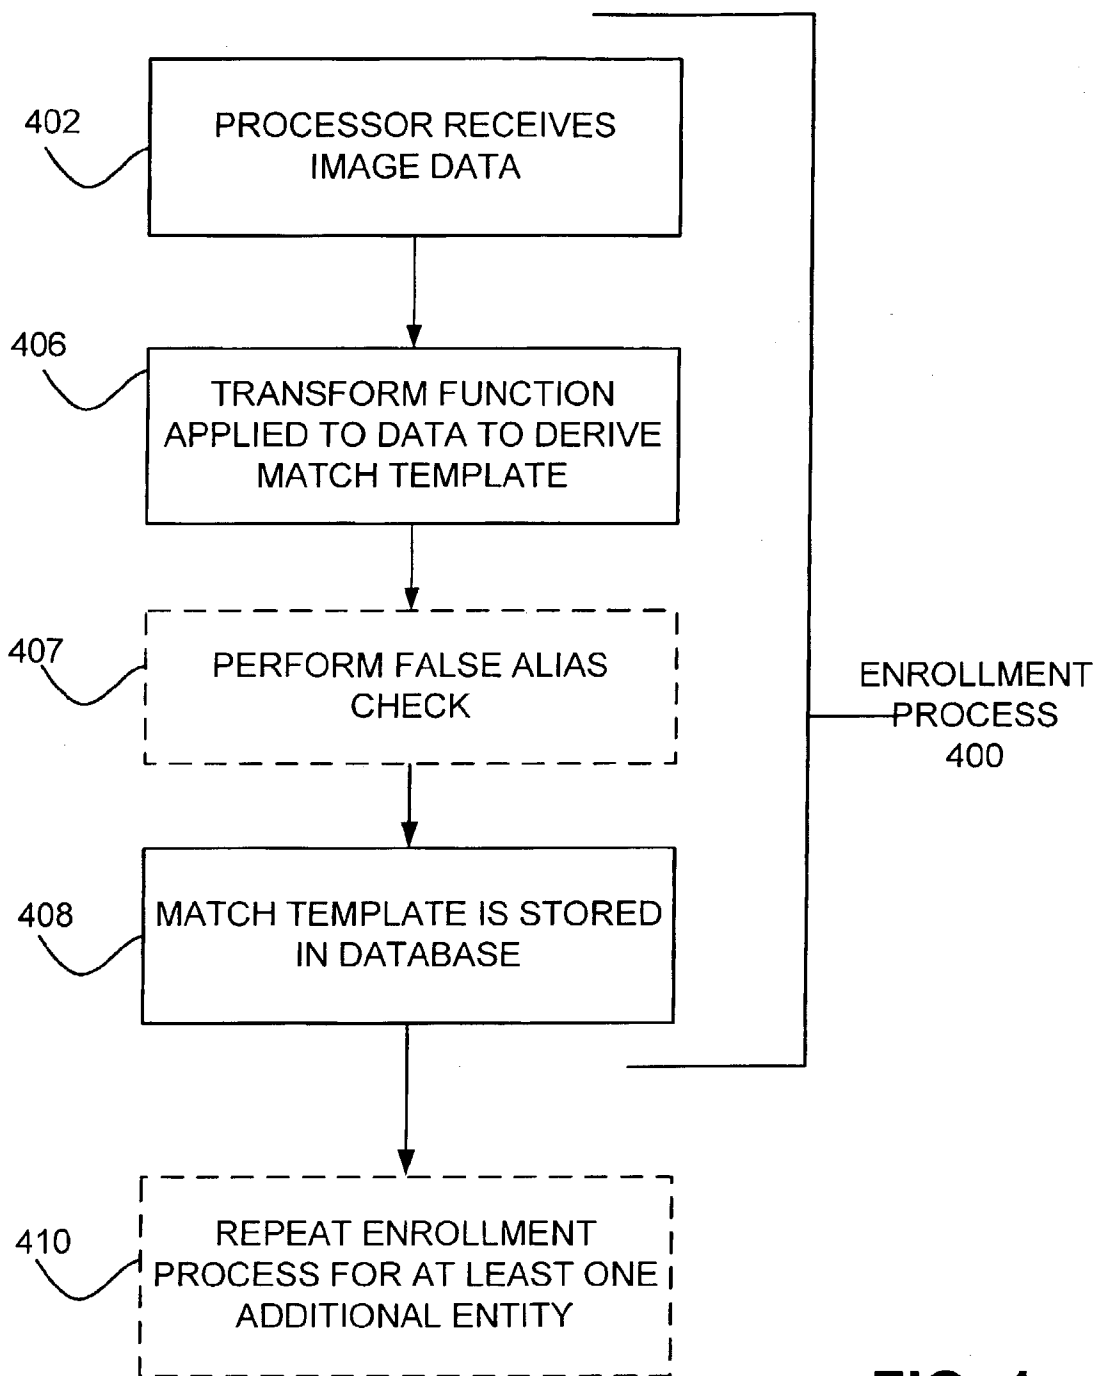 402
PROCESSOR RECEIVES
IMAGE DATA
406
TRANSFORM FUNCTION
APPLIED TO DATA TO DERIVE
MATCH TEMPLATE
407
PERFORM FALSE ALIAS
CHECK
ENROLLMENT
PROCESS
400
408
MATCH TEMPLATE IS STORED
IN DATABASE
410
REPEAT ENROLLMENT
PROCESS FOR AT LEAST ONE
ADDITIONAL ENTITY